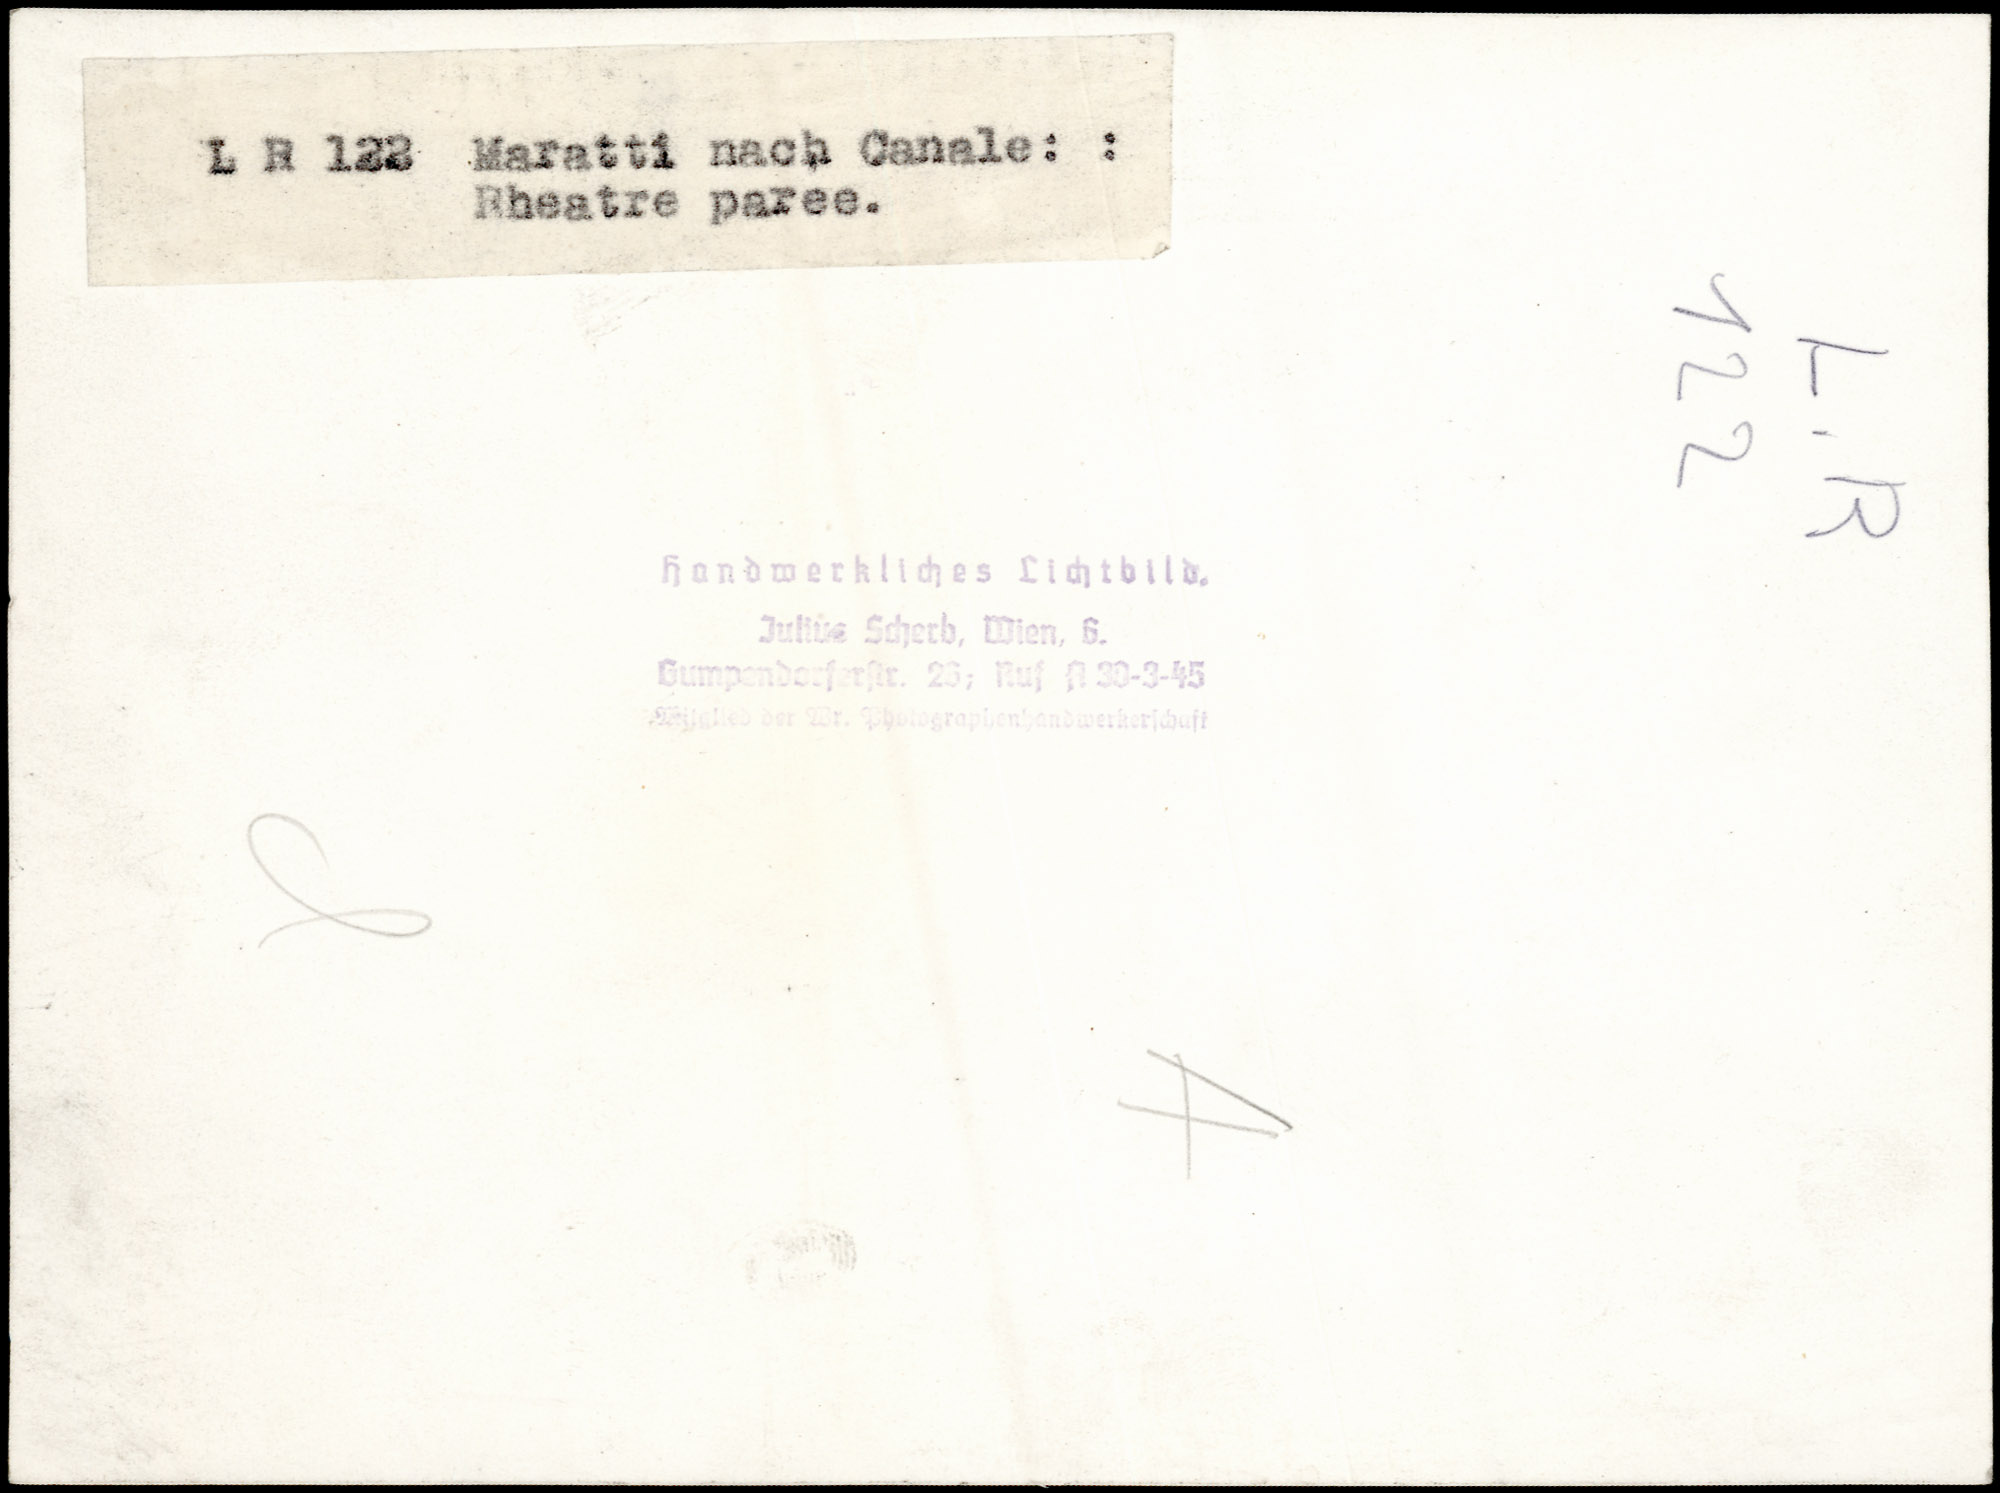 L R 122 Maratti nach Canale: :
Rheatre paree.
L.R
122
Handwerkliches Lichtbild.
Julius Scherb, Wien, 6.
Gumpendorferstr. 26; Ruf A 30-3-45
Mitglied der Wr. Photographenhandwerkerschaft
A